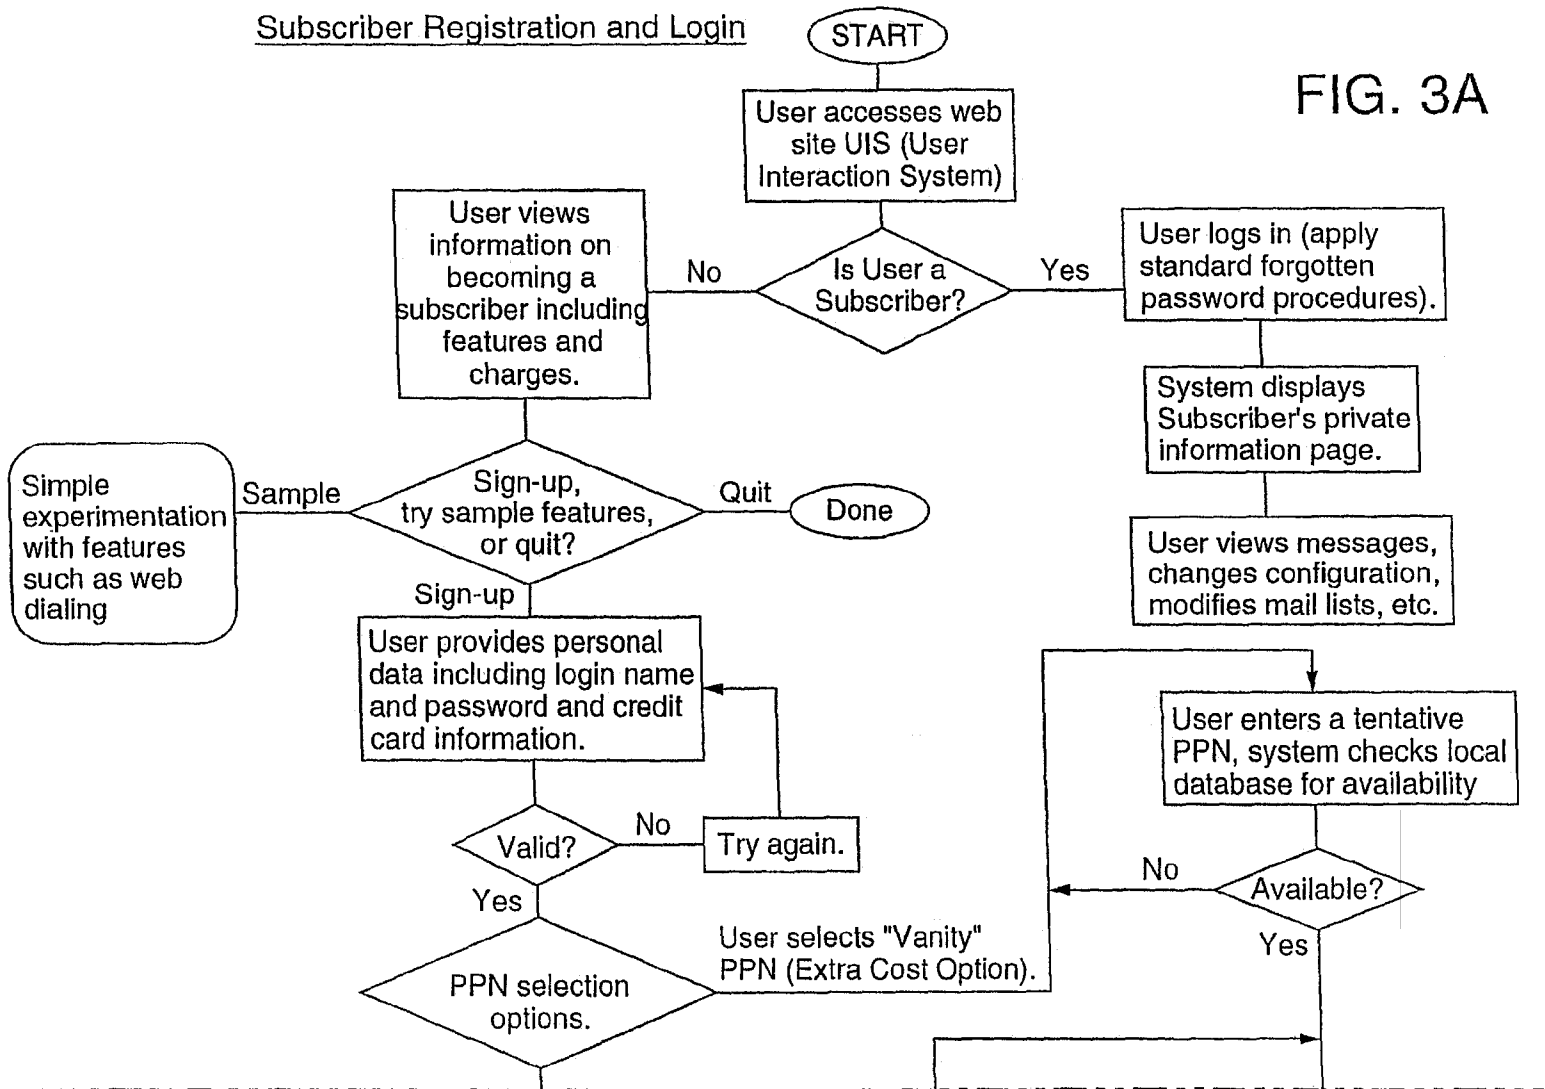 Subscriber Registration and Login
START
FIG. 3A
User accesses web
site UIS (User
Interaction System)
Is User a
Subscriber?
No
Yes
User views
information on
becoming a
subscriber including
features and
charges.
User logs in (apply
standard forgotten
password procedures).
System displays
Subscriber's private
information page.
User views messages,
changes configuration,
modifies mail lists, etc.
Sign-up,
try sample features,
or quit?
Sample
Simple
experimentation
with features
such as web
dialing
Quit
Done
Sign-up
User provides personal
data including login name
and password and credit
card information.
Valid?
No
Try again.
Yes
PPN selection
options.
User selects "Vanity"
PPN (Extra Cost Option).
User enters a tentative
PPN, system checks local
database for availability
Available?
No
Yes